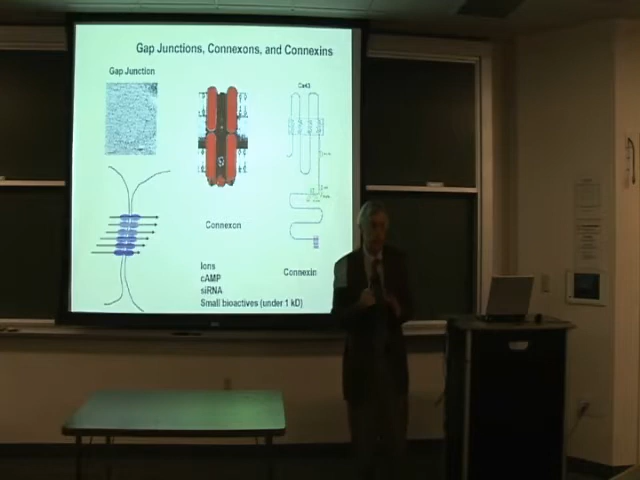 Gap Junctions, Connexons, and Connexins
Gap Junction
Cx43
Connexon
Connexin
Ions
cAMP
siRNA
Small bioactives (under 1 kD)